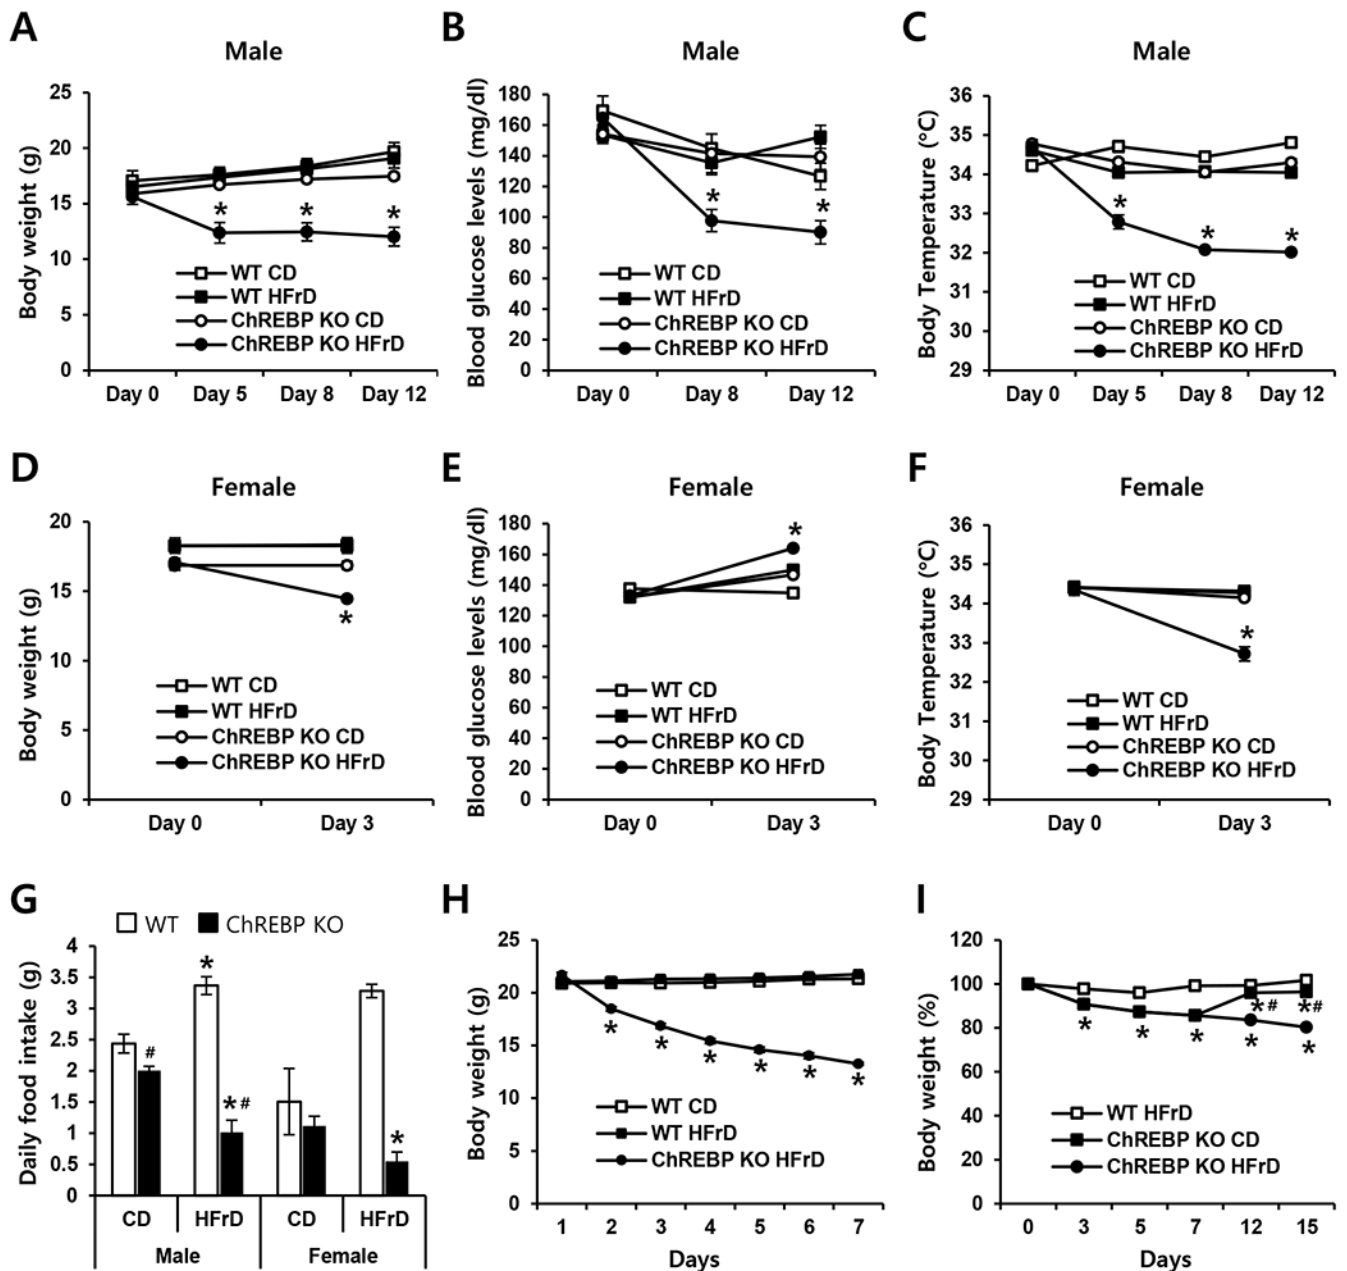 A
Male
Body weight (g)
25
20
15
10
5
0
* * *
WT CD
WT HFrD
ChREBP KO CD
ChREBP KO HFrD
Day 0 Day 5 Day 8 Day 12
B
Male
Blood glucose levels (mg/dl)
180
160
140
120
100
80
60
40
20
0
* *
WT CD
WT HFrD
ChREBP KO CD
ChREBP KO HFrD
Day 0 Day 8 Day 12
C
Male
Body Temperature (°C)
36
35
34
33
32
31
30
29
* * *
WT CD
WT HFrD
ChREBP KO CD
ChREBP KO HFrD
Day 0 Day 5 Day 8 Day 12
D
Female
Body weight (g)
20
15
10
5
0
*
WT CD
WT HFrD
ChREBP KO CD
ChREBP KO HFrD
Day 0 Day 3
E
Female
Blood glucose levels (mg/dl)
180
160
140
120
100
80
60
40
20
0
*
WT CD
WT HFrD
ChREBP KO CD
ChREBP KO HFrD
Day 0 Day 3
F
Female
Body Temperature (°C)
36
35
34
33
32
31
30
29
*
WT CD
WT HFrD
ChREBP KO CD
ChREBP KO HFrD
Day 0 Day 3
G
WT ChREBP KO
Daily food intake (g)
4
3.5
3
2.5
2
1.5
1
0.5
0
# * *# *
CD HFrD CD HFrD
Male Female
H
Body weight (g)
25
20
15
10
5
0
* * * * * *
WT CD
WT HFrD
ChREBP KO HFrD
1 2 3 4 5 6 7
Days
I
Body weight (%)
120
100
80
60
40
20
0
*# *#
* * * * *
WT HFrD
ChREBP KO CD
ChREBP KO HFrD
0 3 5 7 12 15
Days